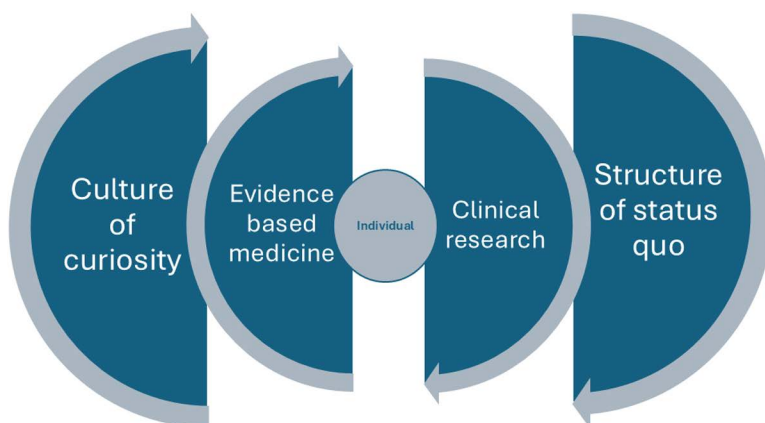 Culture
of
curiosity
Evidence
based
medicine
Individual
Clinical
research
Structure
of status
quo